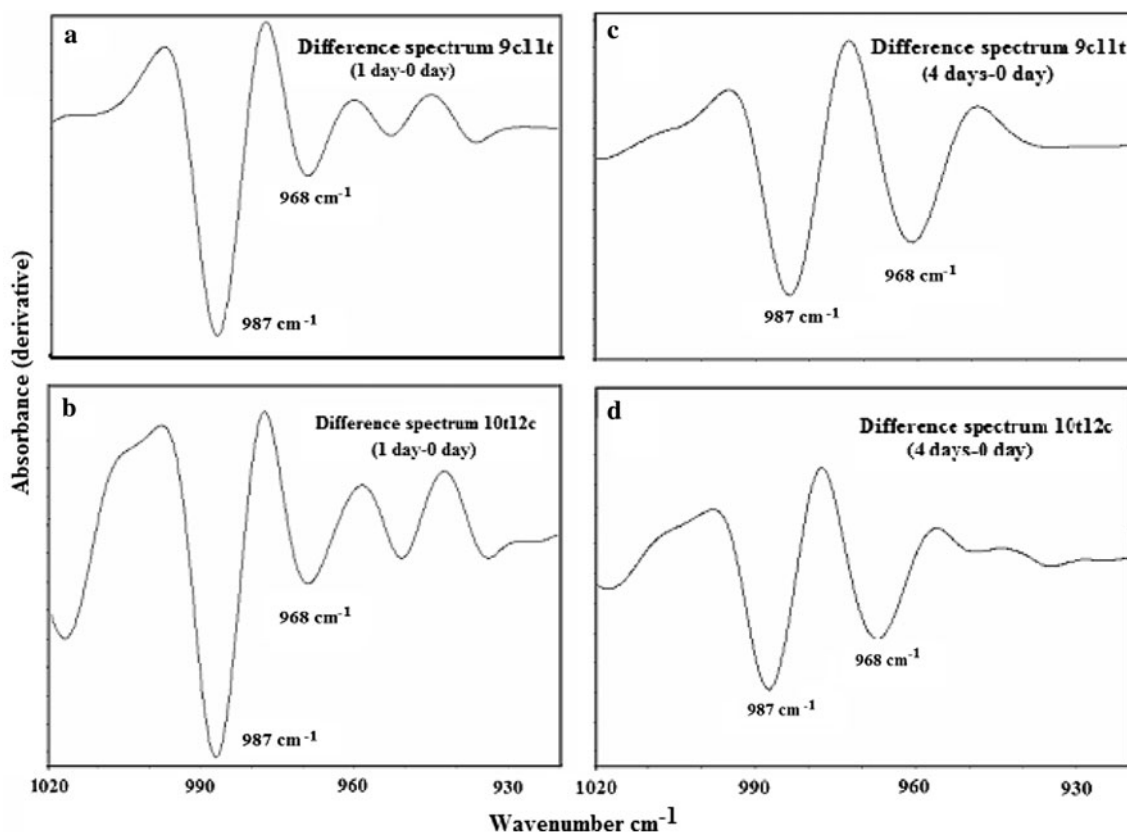 a
Difference spectrum 9c11t
(1 day-0 day)
968 cm-1
987 cm-1
c
Difference spectrum 9c11t
(4 days-0 day)
968 cm-1
987 cm-1
b
Difference spectrum 10t12c
(1 day-0 day)
968 cm-1
987 cm-1
d
Difference spectrum 10t12c
(4 days-0 day)
968 cm-1
987 cm-1
Absorbance (derivative)
1020 990 960 930
1020 990 960 930
Wavenumber cm-1